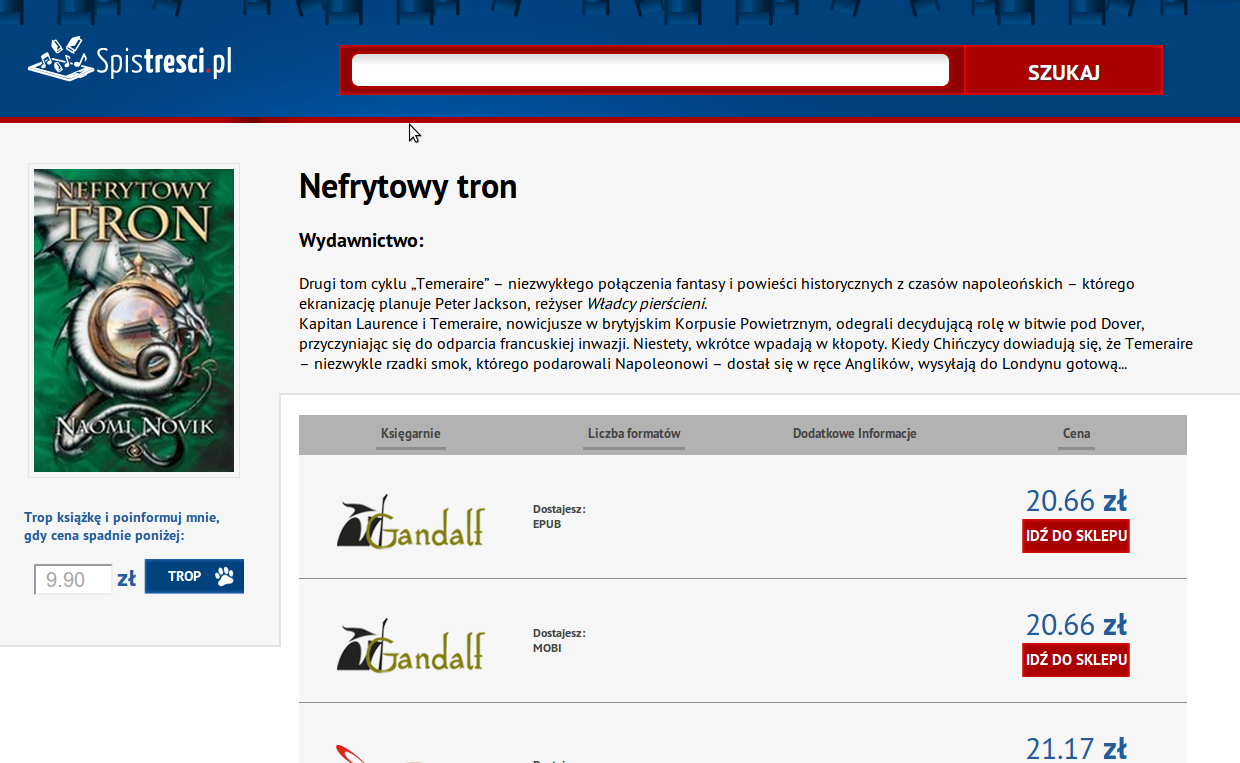 Spistresci.pl
SZUKAJ
NEFRYTOWY
TRON
NAOMI NOVIK
Nefrytowy tron
Wydawnictwo:
Drugi tom cyklu „Temeraire” – niezwykłego połączenia fantasy i powieści historycznych z czasów napoleońskich – którego
ekranizację planuje Peter Jackson, reżyser Władcy pierścieni.
Kapitan Laurence i Temeraire, nowicjusze w brytyjskim Korpusie Powietrznym, odegrali decydującą rolę w bitwie pod Dover,
przyczyniając się do odparcia francuskiej inwazji. Niestety, wkrótce wpadają w kłopoty. Kiedy Chińczycy dowiadują się, że Temeraire
– niezwykle rzadki smok, którego podarowali Napoleonowi – dostał się w ręce Anglików, wysyłają do Londynu gotową...
Trop książkę i poinformuj mnie,
gdy cena spadnie poniżej:
9.90 zł TROP
Księgarnie Liczba formatów Dodatkowe Informacje Cena
Gandalf
Dostajesz:
EPUB
20.66 zł
IDŹ DO SKLEPU
Gandalf
Dostajesz:
MOBI
20.66 zł
IDŹ DO SKLEPU
21.17 zł